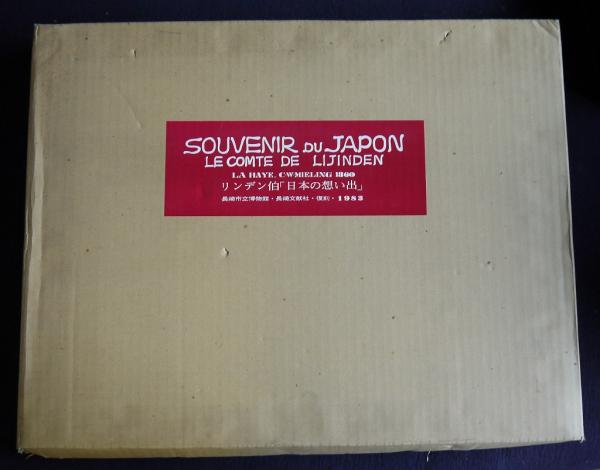 SOUVENIR DU JAPON
LE COMTE DE LIJINDEN
LA HAYE, C.W.MIELING 1860
リンデン伯「日本の想い出」
長崎市立博物館・長崎文献社・復刻・1983